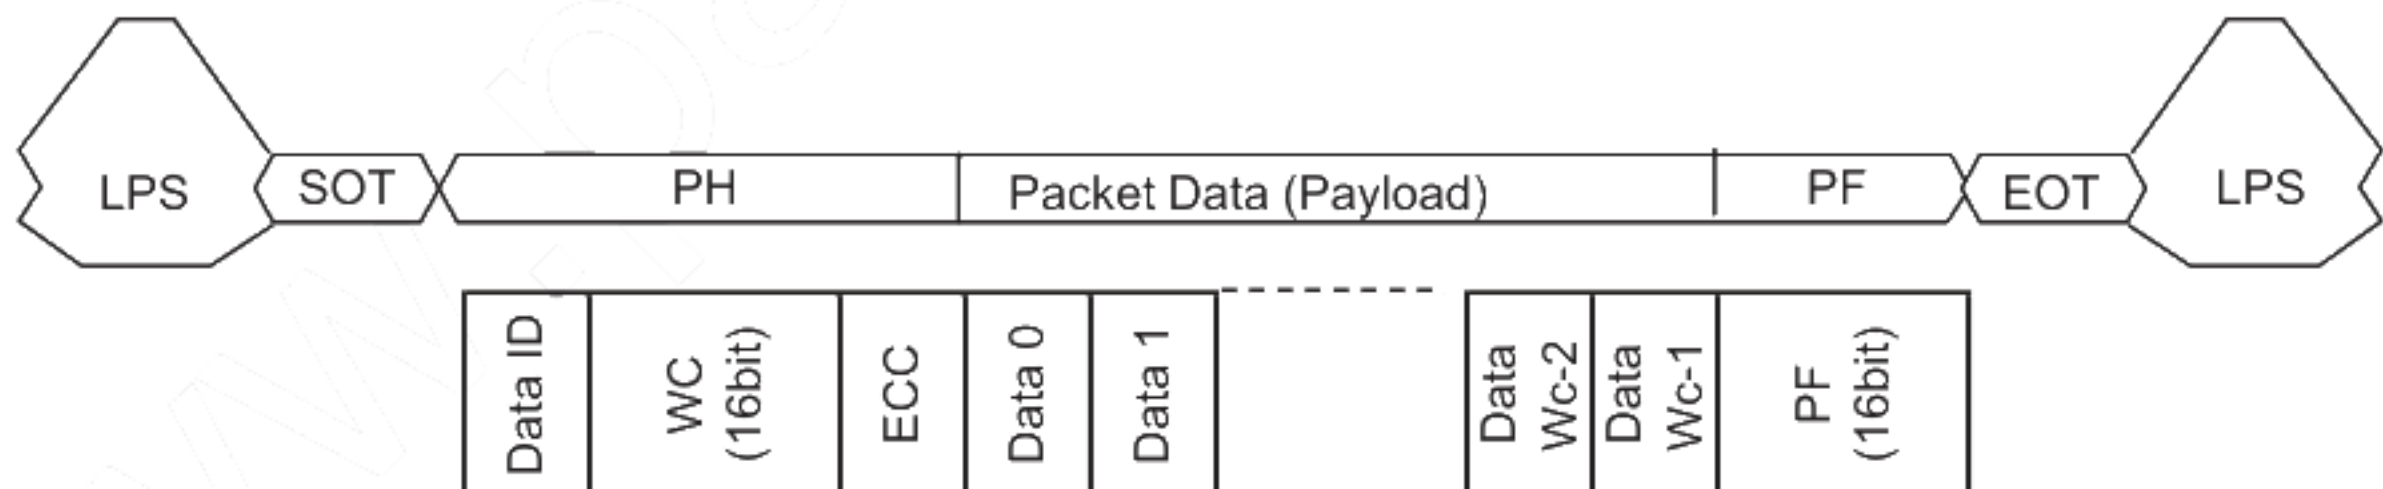 LPS
SOT
PH
Packet Data (Payload)
PF
EOT
LPS
Data ID
WC
(16bit)
ECC
Data 0
Data 1
Data
Wc-2
Data
Wc-1
PF
(16bit)